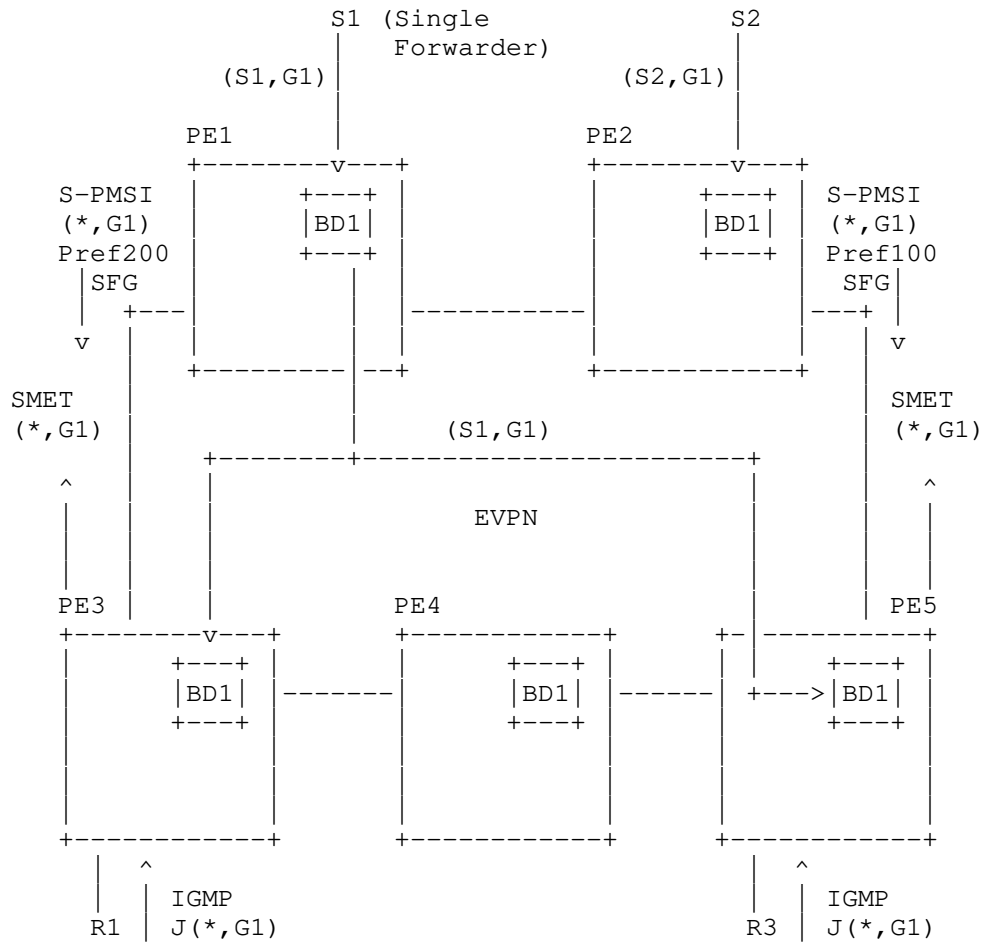 S1 (Single S2
Forwarder)
(S1,G1) (S2,G1)
PE1 PE2
v v
S-PMSI S-PMSI
(*,G1) BD1 BD1 (*,G1)
Pref200 Pref100
SFG SFG
v v
SMET SMET
(*,G1) (S1,G1) (*,G1)
^ ^
EVPN
PE3 PE4 PE5
v
BD1 BD1 > BD1
^ ^
IGMP IGMP
R1 J(*,G1) R3 J(*,G1)